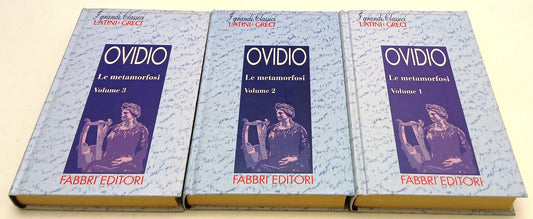 I grandi Classici
LATINI e GRECI
OVIDIO
Le metamorfosi
Volume 3
FABBRI EDITORI
I grandi Classici
LATINI e GRECI
OVIDIO
Le metamorfosi
Volume 2
FABBRI EDITORI
I grandi Classici
LATINI e GRECI
OVIDIO
Le metamorfosi
Volume 1
FABBRI EDITORI